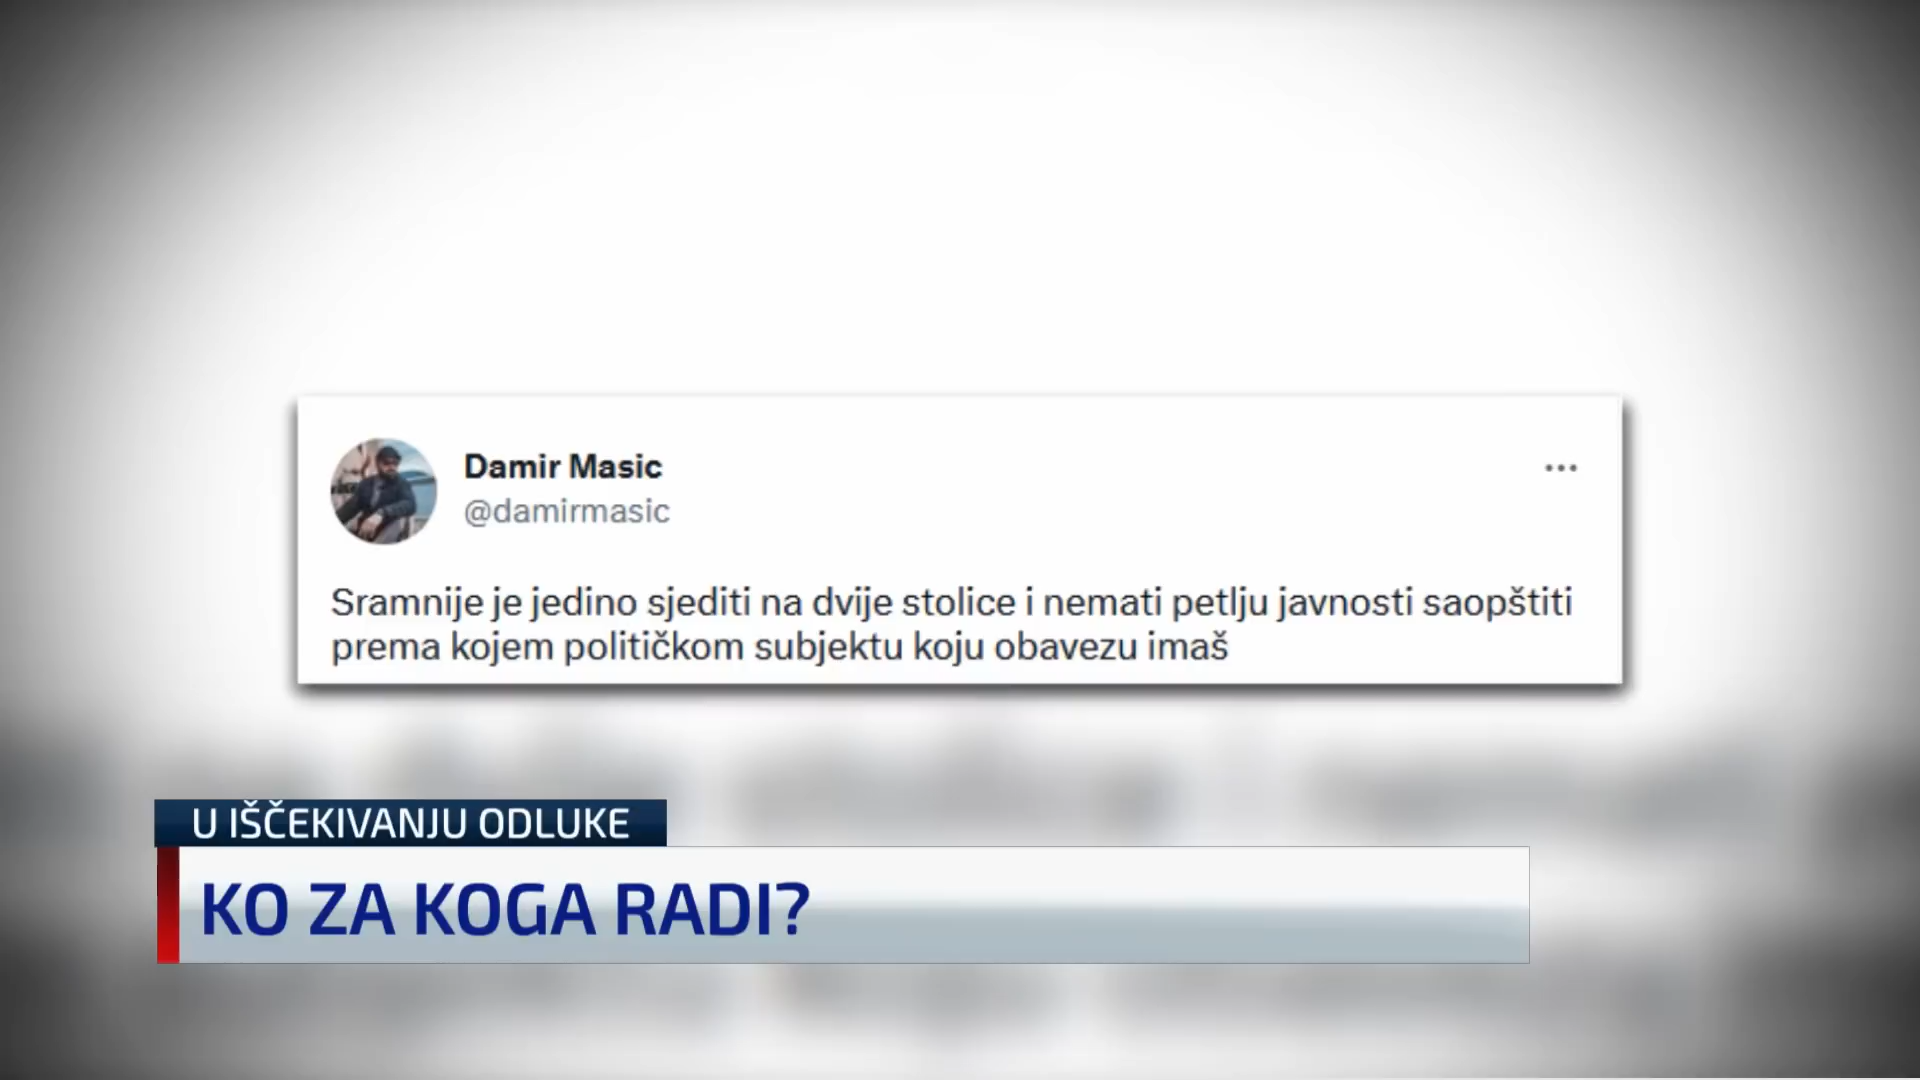 Damir Masic
@damirmasic
Sramnije je jedino sjediti na dvije stolice i nemati petlju javnosti saopštiti
prema kojem političkom subjektu koju obavezu imaš
U IŠČEKIVANJU ODLUKE
KO ZA KOGA RADI?